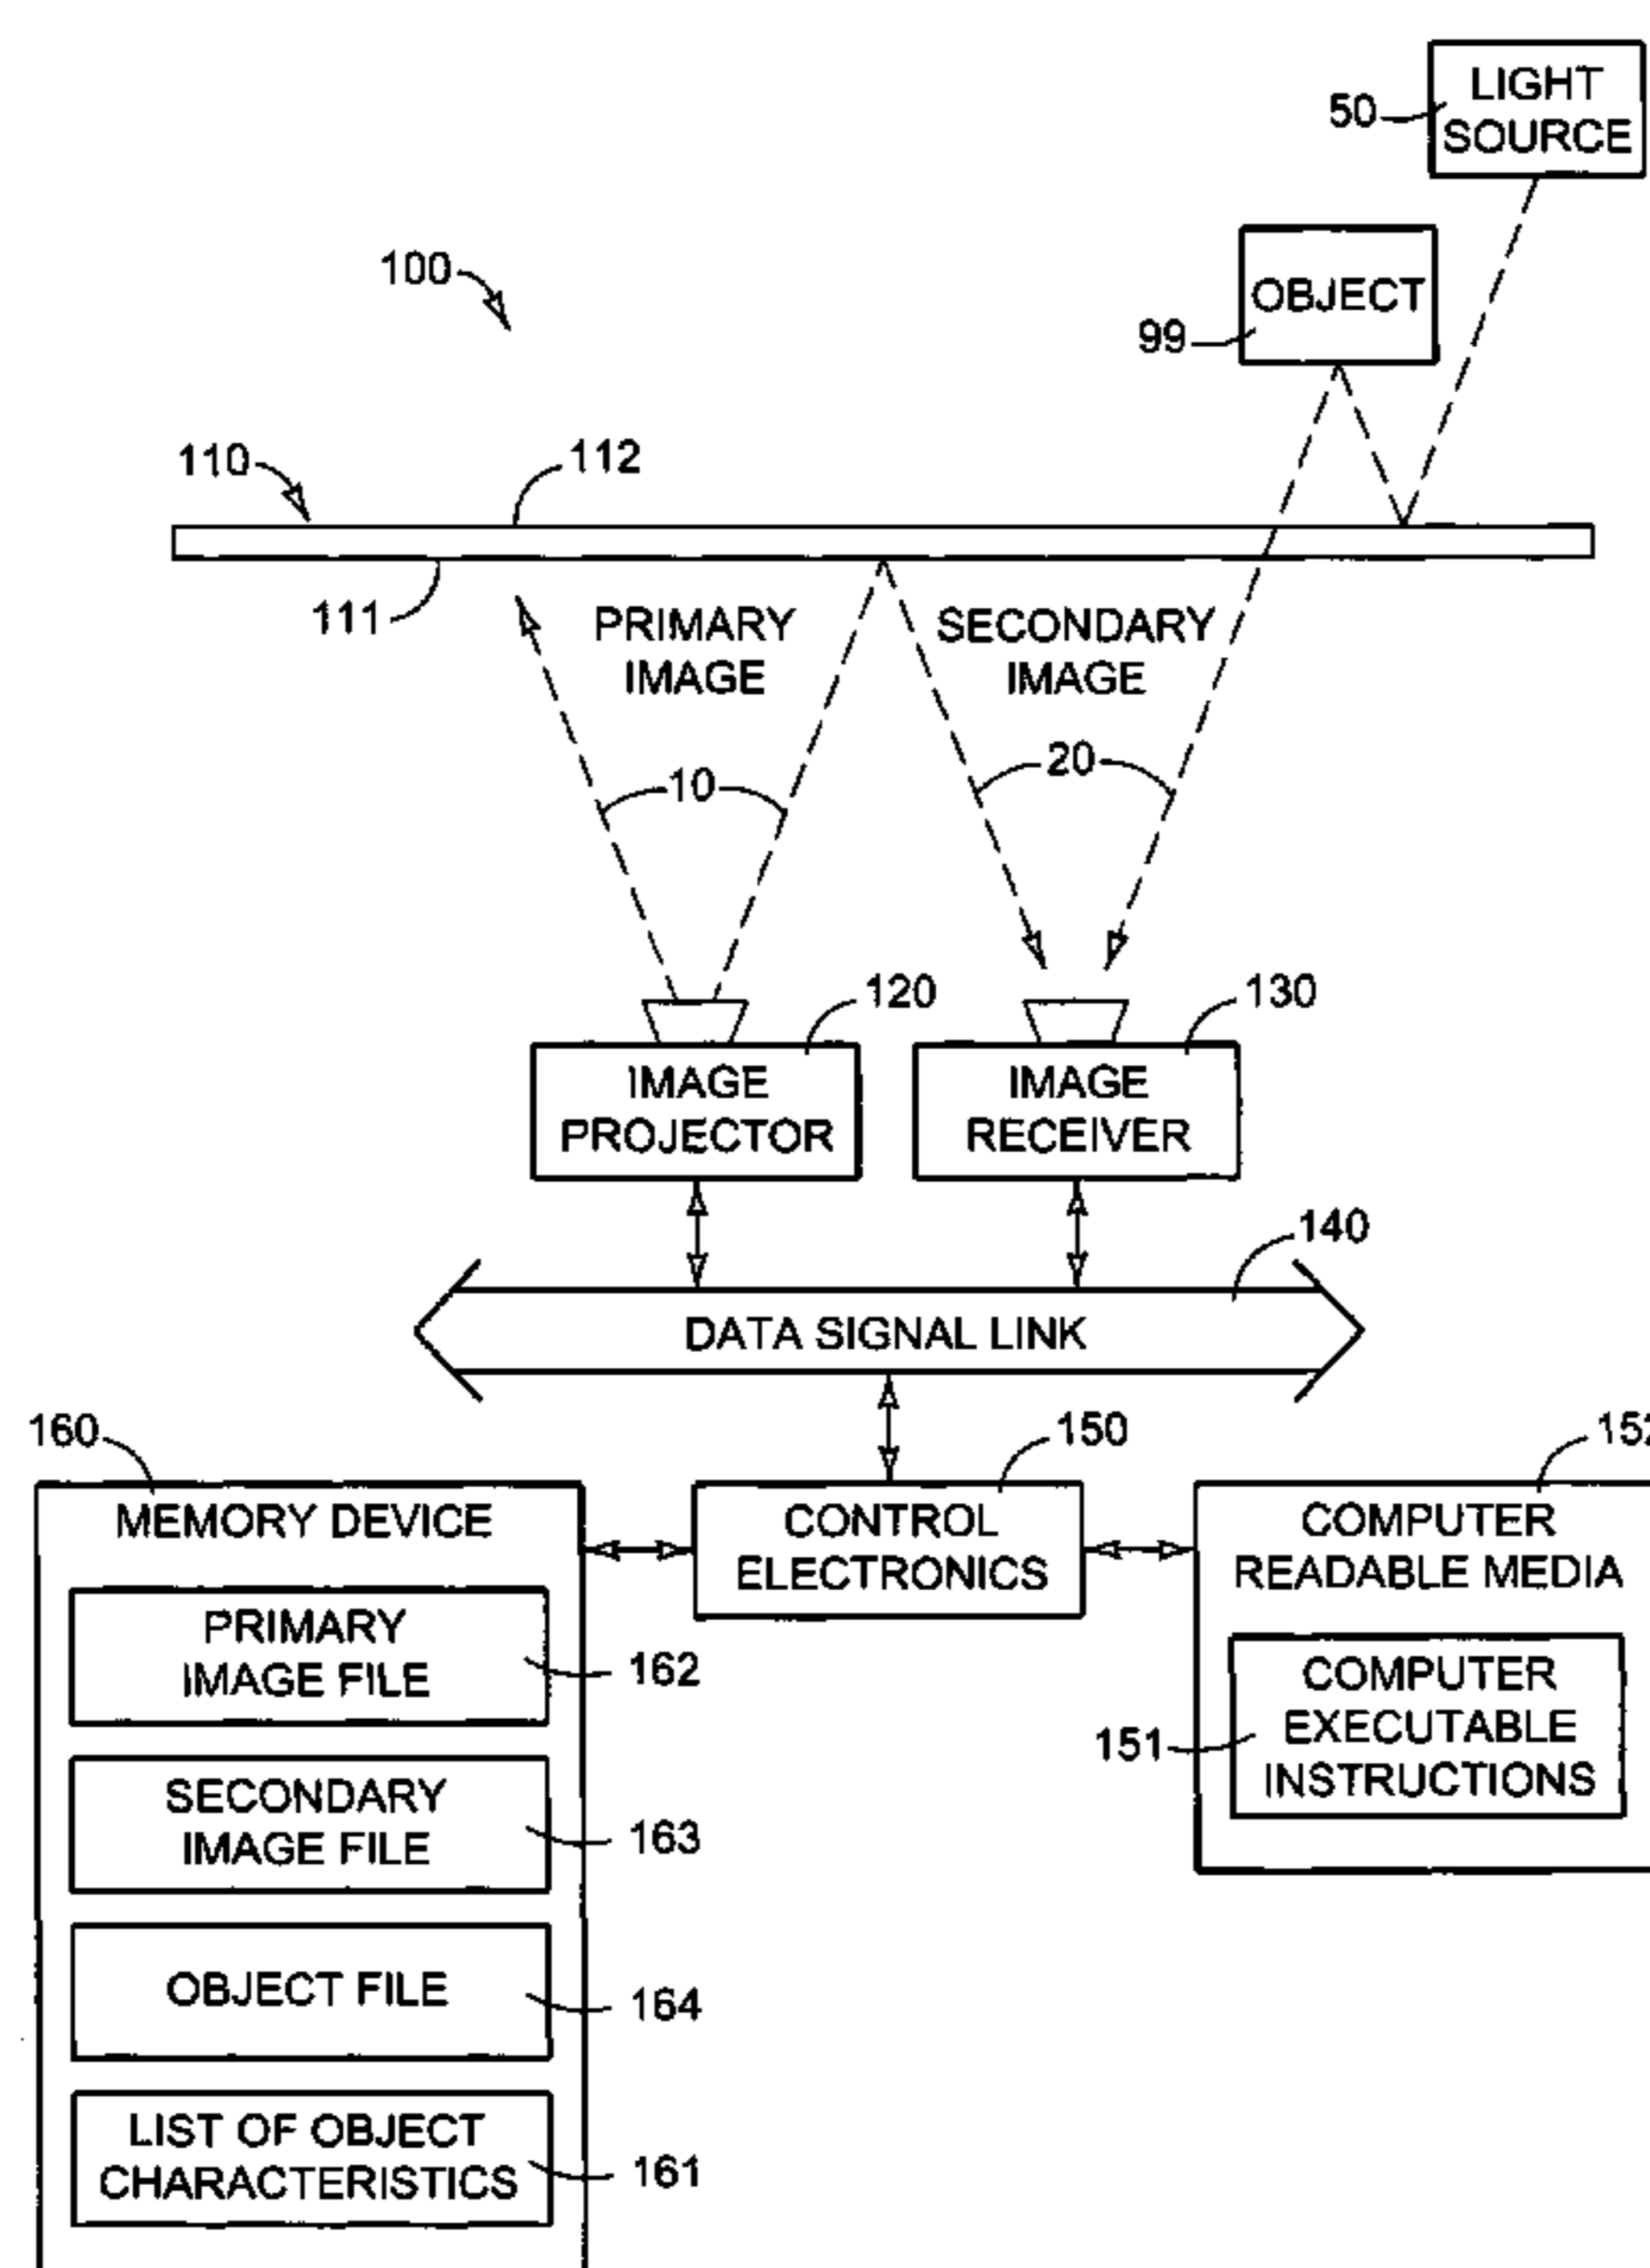 LIGHT
SOURCE
50
OBJECT
99
100
110
112
111
PRIMARY
IMAGE
SECONDARY
IMAGE
10
20
120
130
IMAGE
PROJECTOR
IMAGE
RECEIVER
140
DATA SIGNAL LINK
160
150
MEMORY DEVICE
CONTROL
ELECTRONICS
COMPUTER
READABLE MEDIA
PRIMARY
IMAGE FILE
162
COMPUTER
EXECUTABLE
INSTRUCTIONS
151
SECONDARY
IMAGE FILE
163
OBJECT FILE
164
LIST OF OBJECT
CHARACTERISTICS
161